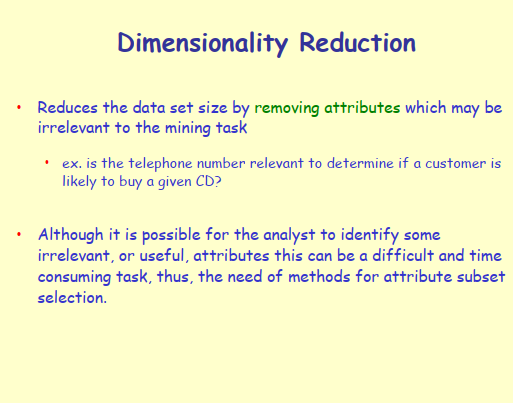 Dimensionality Reduction
• Reduces the data set size by removing attributes which may be
irrelevant to the mining task
• ex. is the telephone number relevant to determine if a customer is
likely to buy a given CD?
• Although it is possible for the analyst to identify some
irrelevant, or useful, attributes this can be a difficult and time
consuming task, thus, the need of methods for attribute subset
selection.